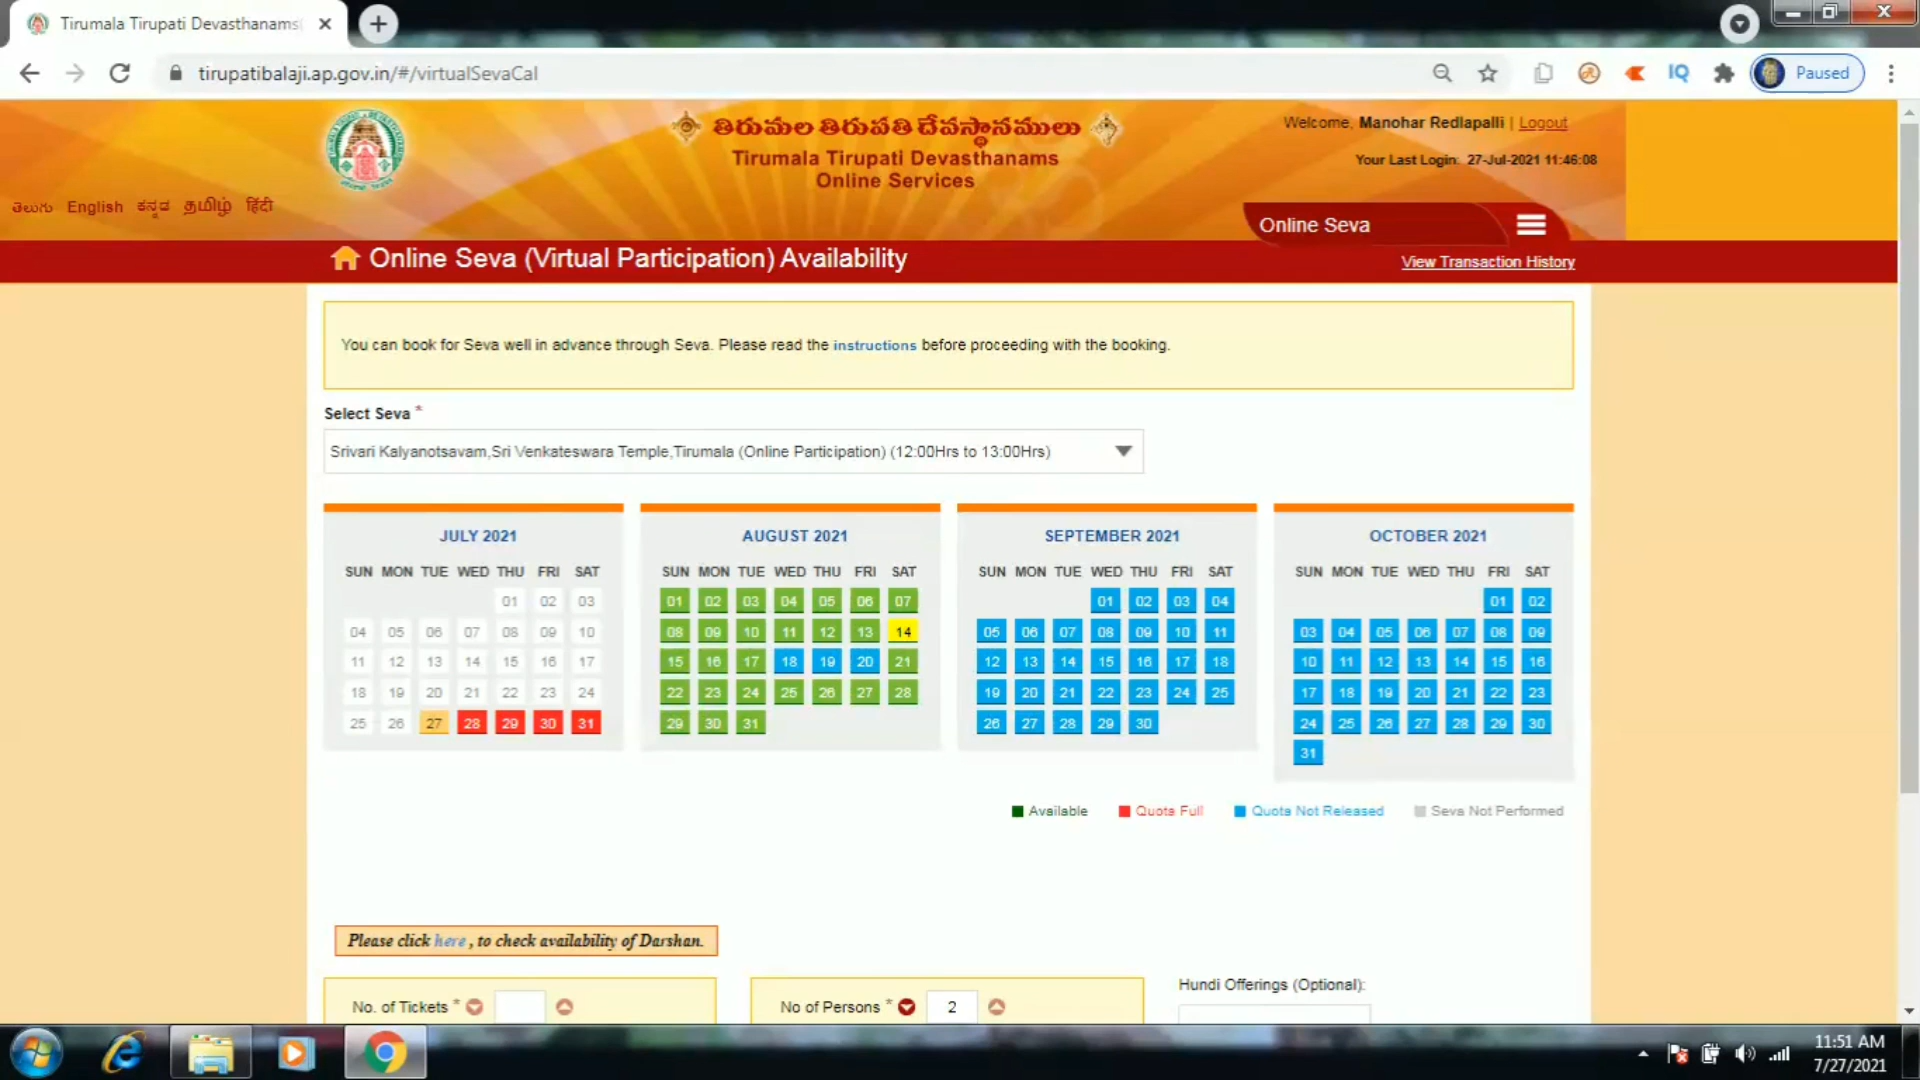 Tirumala Tirupati Devasthanams
tirupatibalaji.ap.gov.in/#/virtualSevaCal
IQ
Paused
తిరుమల తిరుపతి దేవస్థానములు
Tirumala Tirupati Devasthanams
Online Services
Welcome, Manohar Redlapalli | Logout
Your Last Login: 27-Jul-2021 11:46:08
తెలుగు English ಕನ್ನಡ தமிழ் हिंदी
Online Seva
Online Seva (Virtual Participation) Availability
View Transaction History
You can book for Seva well in advance through Seva. Please read the instructions before proceeding with the booking.
Select Seva *
Srivari Kalyanotsavam,Sri Venkateswara Temple,Tirumala (Online Participation) (12:00Hrs to 13:00Hrs)
JULY 2021
SUN MON TUE WED THU FRI SAT
01 02 03
04 05 06 07 08 09 10
11 12 13 14 15 16 17
18 19 20 21 22 23 24
25 26 27 28 29 30 31
AUGUST 2021
SUN MON TUE WED THU FRI SAT
01 02 03 04 05 06 07
08 09 10 11 12 13 14
15 16 17 18 19 20 21
22 23 24 25 26 27 28
29 30 31
SEPTEMBER 2021
SUN MON TUE WED THU FRI SAT
01 02 03 04
05 06 07 08 09 10 11
12 13 14 15 16 17 18
19 20 21 22 23 24 25
26 27 28 29 30
OCTOBER 2021
SUN MON TUE WED THU FRI SAT
01 02
03 04 05 06 07 08 09
10 11 12 13 14 15 16
17 18 19 20 21 22 23
24 25 26 27 28 29 30
31
Available Quota Full Quota Not Released Seva Not Performed
Please click here , to check availability of Darshan.
No. of Tickets *
No of Persons * 2
Hundi Offerings (Optional):
11:51 AM
7/27/2021